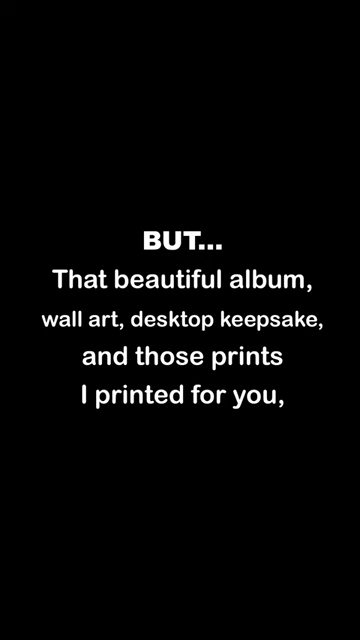 BUT...
That beautiful album,
wall art, desktop keepsake,
and those prints
I printed for you,